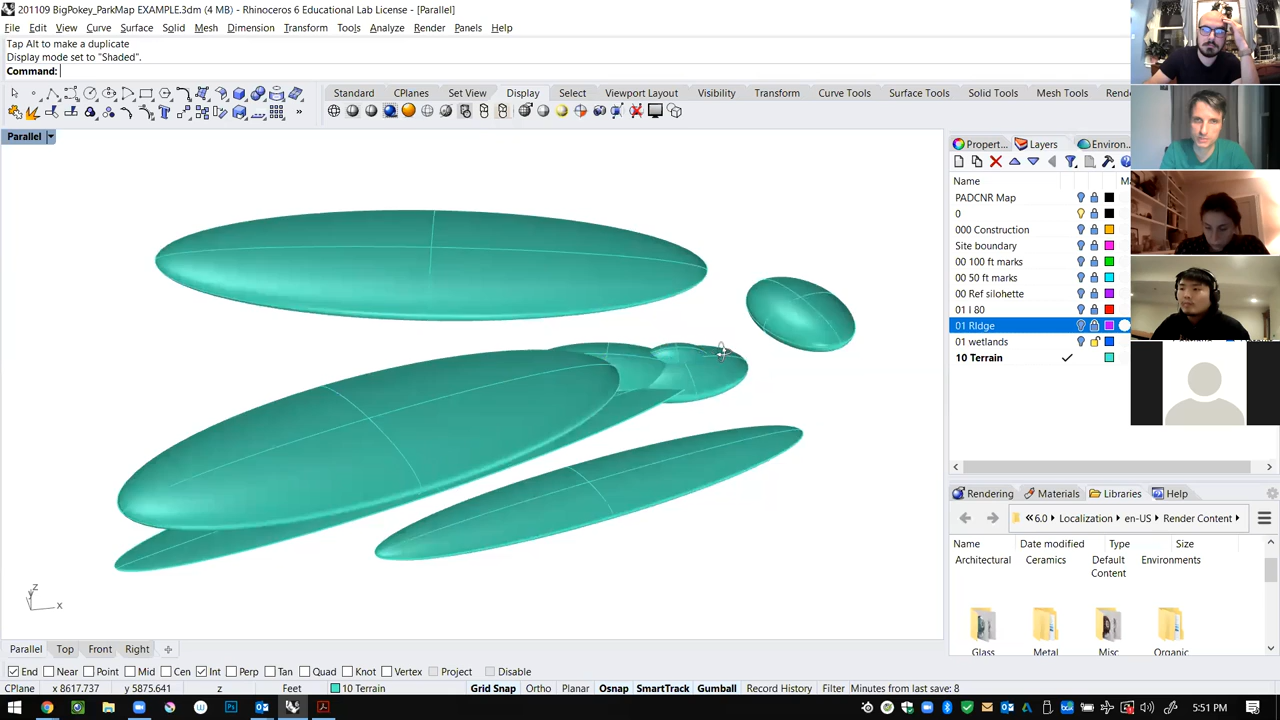 201109 BigPokey_ParkMap EXAMPLE.3dm (4 MB) - Rhinoceros 6 Educational Lab License - [Parallel]
File Edit View Curve Surface Solid Mesh Dimension Transform Tools Analyze Render Panels Help
Tap Alt to make a duplicate
Display mode set to "Shaded".
Command:
Standard CPlanes Set View Display Select Viewport Layout Visibility Transform Curve Tools Surface Tools Solid Tools Mesh Tools Rende
Parallel
Propert... Layers Environ...
Name Ma
PADCNR Map
0
000 Construction
Site boundary
00 100 ft marks
00 50 ft marks
00 Ref silohette
01 I 80
01 RIdge
01 wetlands
10 Terrain
Rendering Materials Libraries Help
6.0 Localization en-US Render Content
Name Date modified Type Size
Architectural Ceramics Default Content Environments
Glass Metal Misc Organic
z
y
x
Parallel Top Front Right
End Near Point Mid Cen Int Perp Tan Quad Knot Vertex Project Disable
CPlane x 8617.737 y 5875.641 z Feet 10 Terrain Grid Snap Ortho Planar Osnap SmartTrack Gumball Record History Filter Minutes from last save: 8
5:51 PM